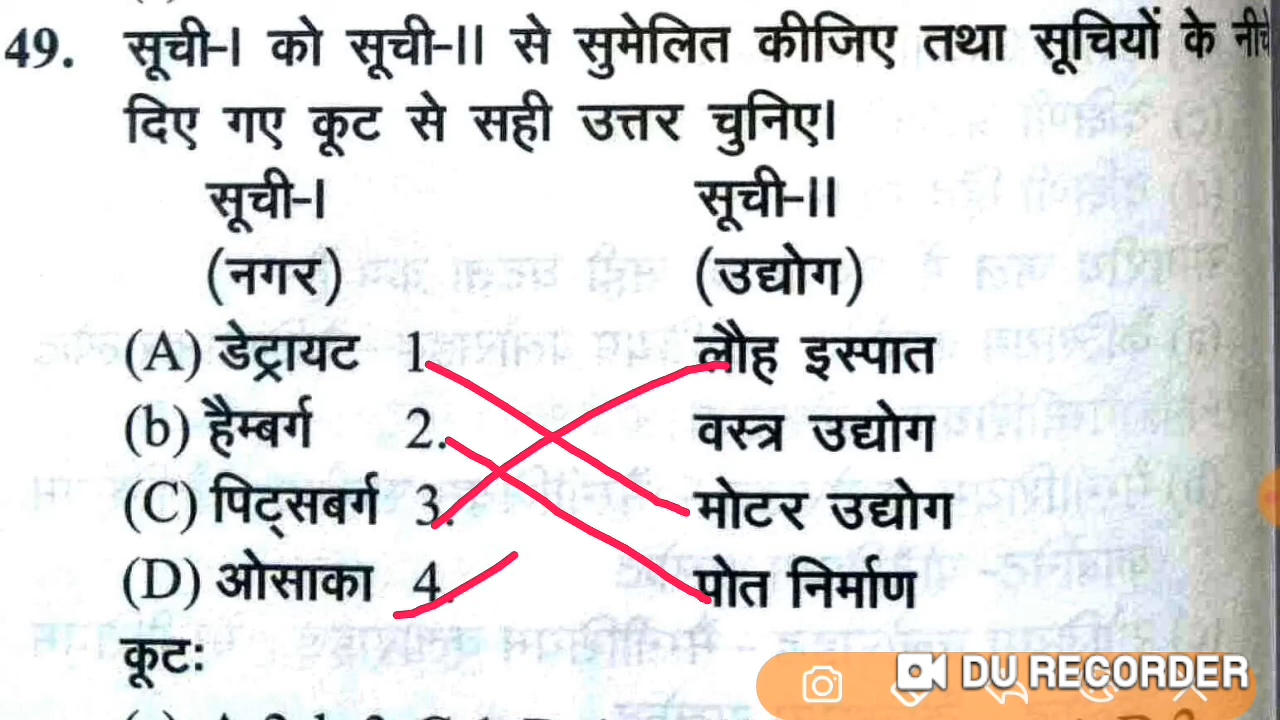 49. सूची-I को सूची-II से सुमेलित कीजिए तथा सूचियों के नीचे
दिए गए कूट से सही उत्तर चुनिए।
सूची-I सूची-II
(नगर) (उद्योग)
(A) डेट्रायट 1. लौह इस्पात
(b) हैम्बर्ग 2. वस्त्र उद्योग
(C) पिट्सबर्ग 3. मोटर उद्योग
(D) ओसाका 4. पोत निर्माण
कूटः
DU RECORDER